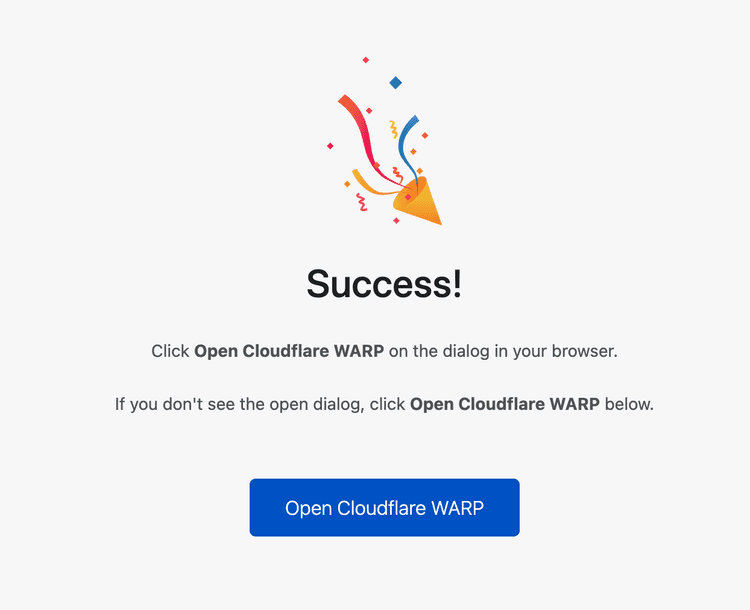 Success!
Click Open Cloudflare WARP on the dialog in your browser.
If you don't see the open dialog, click Open Cloudflare WARP below.
Open Cloudflare WARP